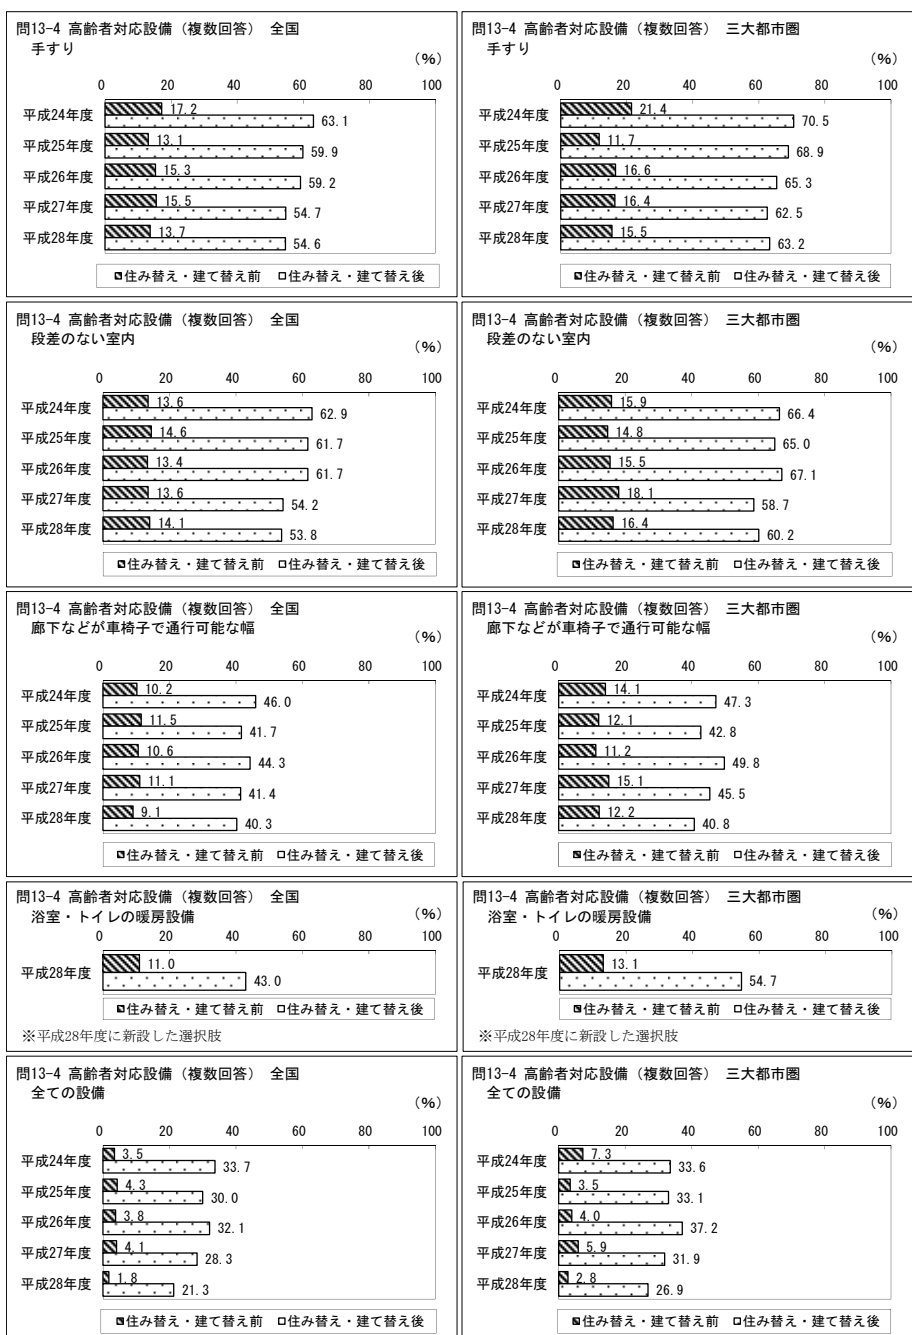 問13-4 高齢者対応設備（複数回答） 全国
手すり
(%)
0 20 40 60 80 100
平成24年度 17.2 63.1
平成25年度 13.1 59.9
平成26年度 15.3 59.2
平成27年度 15.5 54.7
平成28年度 13.7 54.6
住み替え・建て替え前 住み替え・建て替え後
問13-4 高齢者対応設備（複数回答） 三大都市圏
手すり
(%)
0 20 40 60 80 100
平成24年度 21.4 70.5
平成25年度 11.7 68.9
平成26年度 16.6 65.3
平成27年度 16.4 62.5
平成28年度 15.5 63.2
住み替え・建て替え前 住み替え・建て替え後
問13-4 高齢者対応設備（複数回答） 全国
段差のない室内
(%)
0 20 40 60 80 100
平成24年度 13.6 62.9
平成25年度 14.6 61.7
平成26年度 13.4 61.7
平成27年度 13.6 54.2
平成28年度 14.1 53.8
住み替え・建て替え前 住み替え・建て替え後
問13-4 高齢者対応設備（複数回答） 三大都市圏
段差のない室内
(%)
0 20 40 60 80 100
平成24年度 15.9 66.4
平成25年度 14.8 65.0
平成26年度 15.5 67.1
平成27年度 18.1 58.7
平成28年度 16.4 60.2
住み替え・建て替え前 住み替え・建て替え後
問13-4 高齢者対応設備（複数回答） 全国
廊下などが車椅子で通行可能な幅
(%)
0 20 40 60 80 100
平成24年度 10.2 46.0
平成25年度 11.5 41.7
平成26年度 10.6 44.3
平成27年度 11.1 41.4
平成28年度 9.1 40.3
住み替え・建て替え前 住み替え・建て替え後
問13-4 高齢者対応設備（複数回答） 三大都市圏
廊下などが車椅子で通行可能な幅
(%)
0 20 40 60 80 100
平成24年度 14.1 47.3
平成25年度 12.1 42.8
平成26年度 11.2 49.8
平成27年度 15.1 45.5
平成28年度 12.2 40.8
住み替え・建て替え前 住み替え・建て替え後
問13-4 高齢者対応設備（複数回答） 全国
浴室・トイレの暖房設備 (%)
0 20 40 60 80 100
平成28年度 11.0 43.0
住み替え・建て替え前 住み替え・建て替え後
※平成28年度に新設した選択肢
問13-4 高齢者対応設備（複数回答） 三大都市圏
浴室・トイレの暖房設備 (%)
0 20 40 60 80 100
平成28年度 13.1 54.7
住み替え・建て替え前 住み替え・建て替え後
※平成28年度に新設した選択肢
問13-4 高齢者対応設備（複数回答） 全国
全ての設備
(%)
0 20 40 60 80 100
平成24年度 3.5 33.7
平成25年度 4.3 30.0
平成26年度 3.8 32.1
平成27年度 4.1 28.3
平成28年度 1.8 21.3
住み替え・建て替え前 住み替え・建て替え後
問13-4 高齢者対応設備（複数回答） 三大都市圏
全ての設備
(%)
0 20 40 60 80 100
平成24年度 7.3 33.6
平成25年度 3.5 33.1
平成26年度 4.0 37.2
平成27年度 5.9 31.9
平成28年度 2.8 26.9
住み替え・建て替え前 住み替え・建て替え後